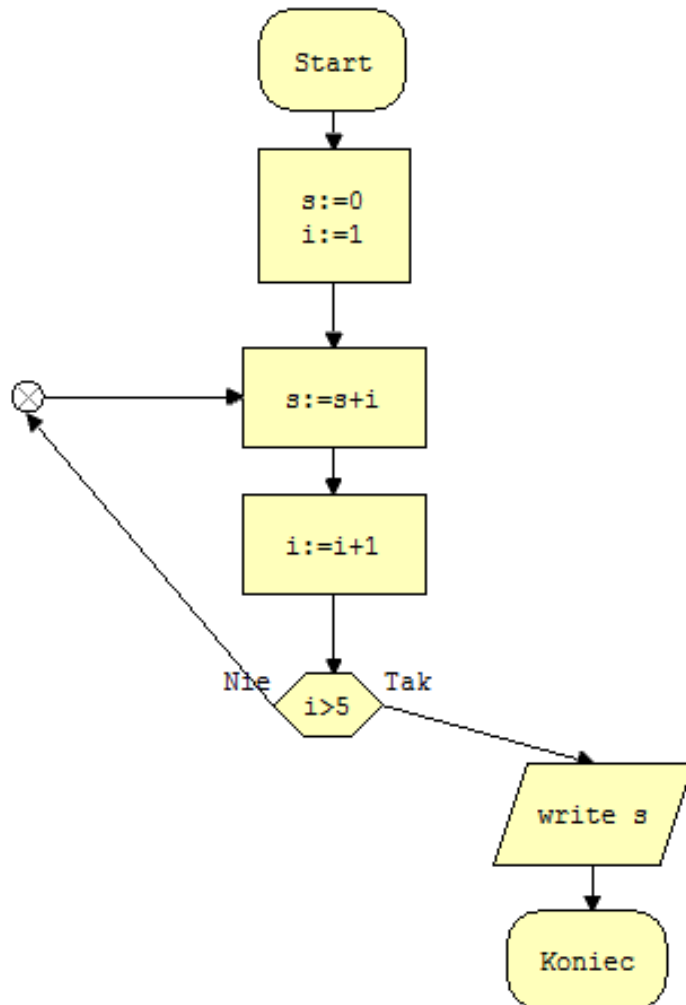 Start
s:=0
i:=1
s:=s+i
i:=i+1
Nie
i>5
Tak
write s
Koniec